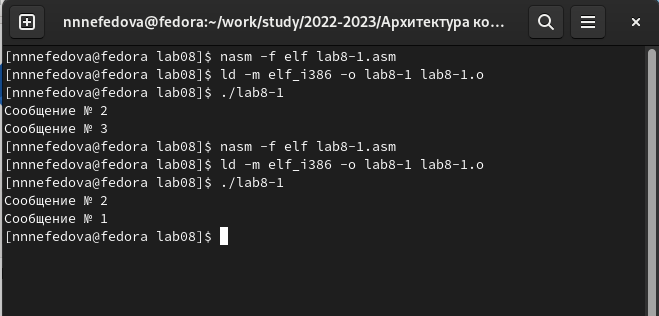 nnnefedova@fedora:~/work/study/2022-2023/Архитектура ко...
[nnnefedova@fedora lab08]$ nasm -f elf lab8-1.asm
[nnnefedova@fedora lab08]$ ld -m elf_i386 -o lab8-1 lab8-1.o
[nnnefedova@fedora lab08]$ ./lab8-1
Сообщение № 2
Сообщение № 3
[nnnefedova@fedora lab08]$ nasm -f elf lab8-1.asm
[nnnefedova@fedora lab08]$ ld -m elf_i386 -o lab8-1 lab8-1.o
[nnnefedova@fedora lab08]$ ./lab8-1
Сообщение № 2
Сообщение № 1
[nnnefedova@fedora lab08]$